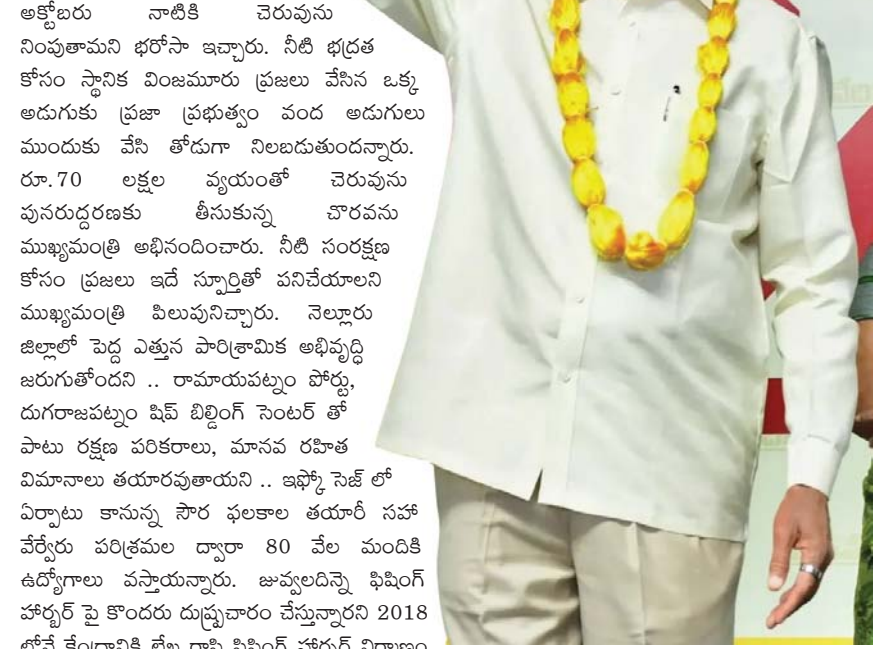 అక్టోబరు నాటికి చెరువును
నింపుతామని భరోసా ఇచ్చారు. నీటి భద్రత
కోసం స్థానిక వింజమూరు ప్రజలు వేసిన ఒక్క
అడుగుకు ప్రజా ప్రభుత్వం వంద అడుగులు
ముందుకు వేసి తోడుగా నిలబడుతుందన్నారు.
రూ.70 లక్షల వ్యయంతో చెరువును
పునరుద్దరణకు తీసుకున్న చొరవను
ముఖ్యమంత్రి అభినందించారు. నీటి సంరక్షణ
కోసం ప్రజలు ఇదే స్పూర్తితో పనిచేయాలని
ముఖ్యమంత్రి పిలుపునిచ్చారు. నెల్లూరు
జిల్లాలో పెద్ద ఎత్తున పారిశ్రామిక అభివృద్ధి
జరుగుతోందని .. రామాయపట్నం పోర్టు,
దుగరాజపట్నం షిప్ బిల్డింగ్ సెంటర్ తో
పాటు రక్షణ పరికరాలు, మానవ రహిత
విమానాలు తయారవుతాయని .. ఇఫ్కో సెజ్ లో
ఏర్పాటు కానున్న సౌర ఫలకాల తయారీ సహా
వేర్వేరు పరిశ్రమల ద్వారా 80 వేల మందికి
ఉద్యోగాలు వస్తాయన్నారు. జువ్వలదిన్నె ఫిషింగ్
హార్బర్ పై కొందరు దుష్ప్రచారం చేస్తున్నారని 2018
లోనే కేంద్రానికి లేఖ రాసి ఫిషింగ్ హార్బర్ నిర్మాణం